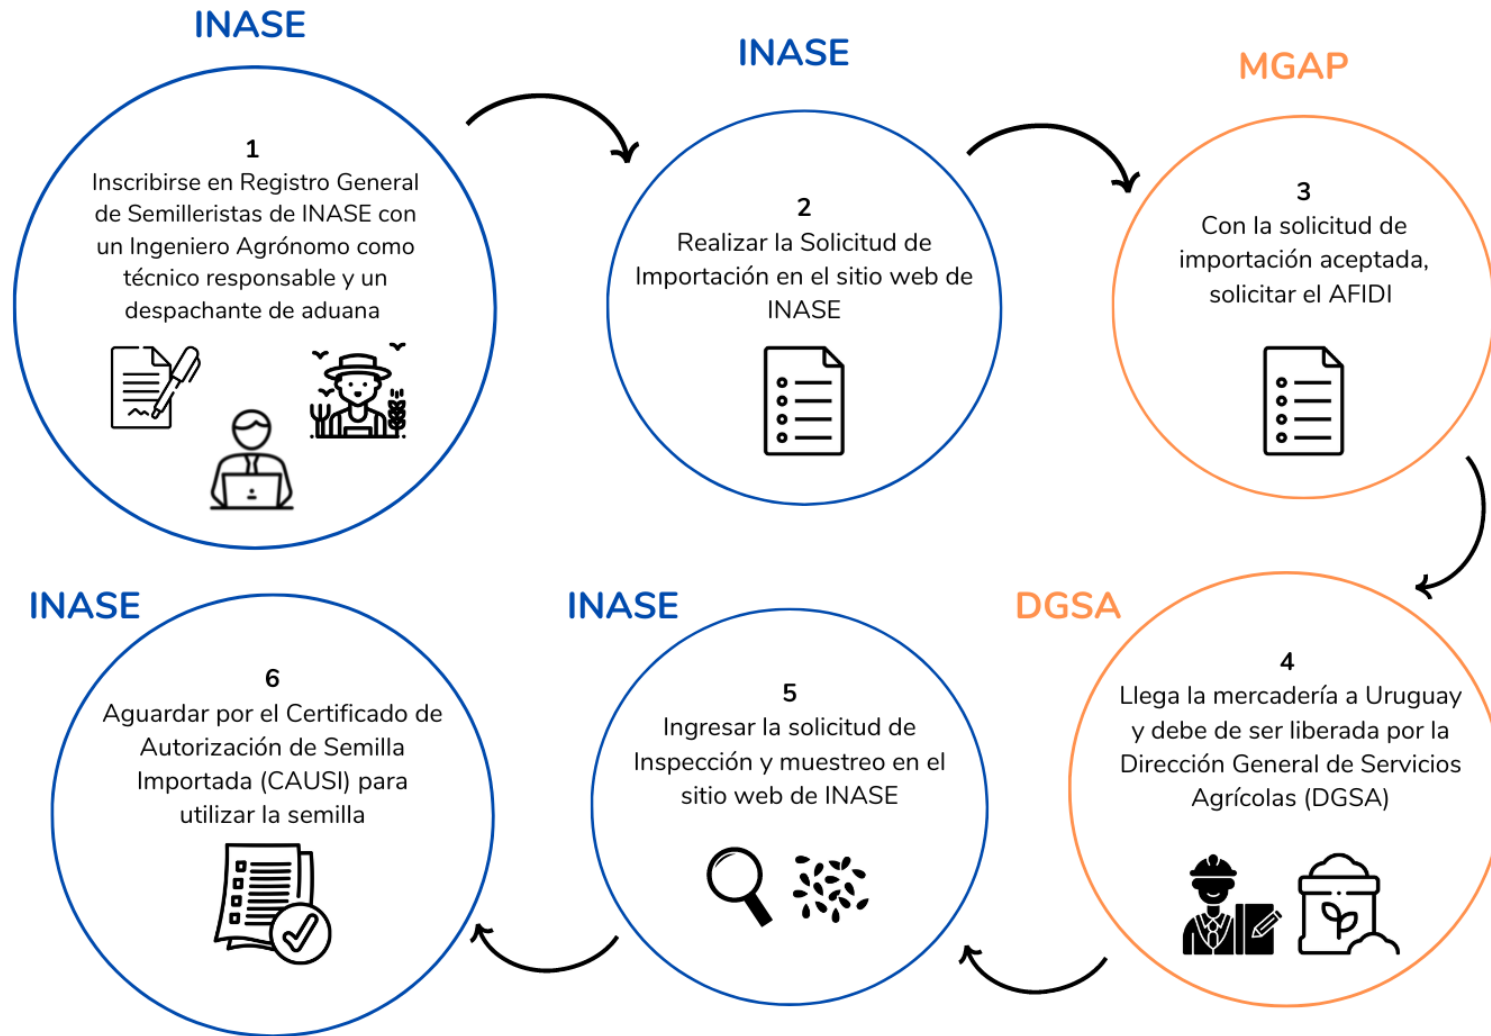 INASE
1
Inscribirse en Registro General
de Semilleristas de INASE con
un Ingeniero Agrónomo como
técnico responsable y un
despachante de aduana
INASE
2
Realizar la Solicitud de
Importación en el sitio web de
INASE
MGAP
3
Con la solicitud de
importación aceptada,
solicitar el AFIDI
DGSA
4
Llega la mercadería a Uruguay
y debe de ser liberada por la
Dirección General de Servicios
Agrícolas (DGSA)
INASE
5
Ingresar la solicitud de
Inspección y muestreo en el
sitio web de INASE
INASE
6
Aguardar por el Certificado de
Autorización de Semilla
Importada (CAUSI) para
utilizar la semilla